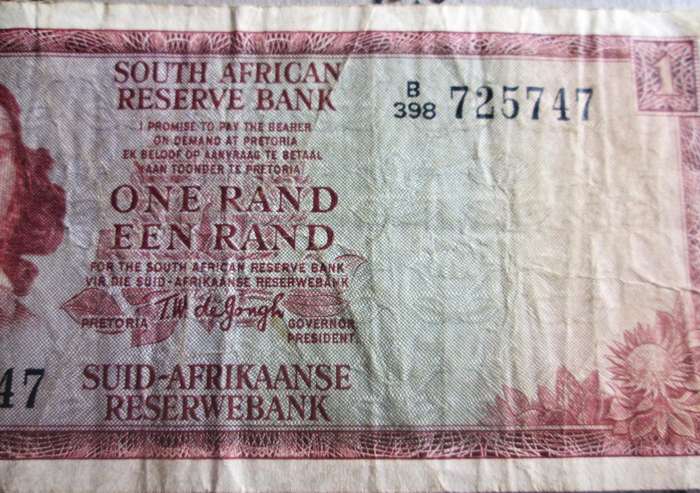 SOUTH AFRICAN
RESERVE BANK
B
398 725747
1
I PROMISE TO PAY THE BEARER
ON DEMAND AT PRETORIA
EK BELOOF OP AANVRAAG TE BETAAL
AAN TOONDER TE PRETORIA
ONE RAND
EEN RAND
FOR THE SOUTH AFRICAN RESERVE BANK
VIR DIE SUID-AFRIKAANSE RESERWEBANK
T.W. de Jongh
PRETORIA GOVERNOR
PRESIDENT.
47
SUID-AFRIKAANSE
RESERWEBANK